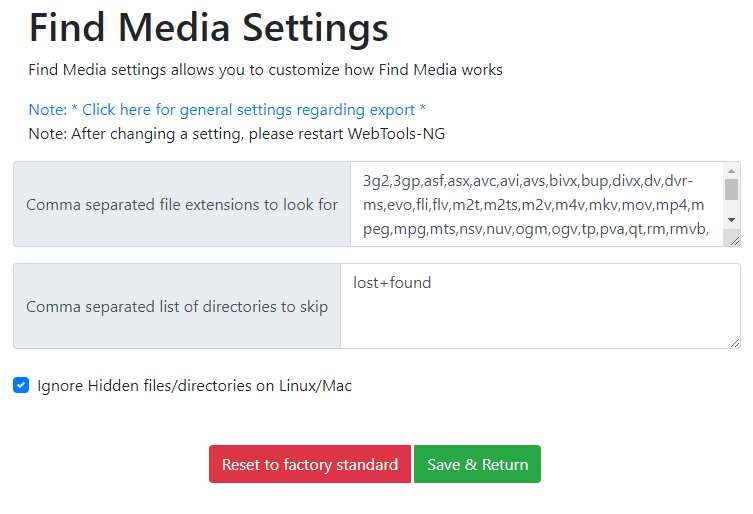 Find Media Settings
Find Media settings allows you to customize how Find Media works
Note: * Click here for general settings regarding export *
Note: After changing a setting, please restart WebTools-NG
Comma separated file extensions to look for
3g2,3gp,asf,asx,avc,avi,avs,bivx,bup,divx,dv,dvr-
ms,evo,fli,flv,m2t,m2ts,m2v,m4v,mkv,mov,mp4,m
peg,mpg,mts,nsv,nuv,ogm,ogv,tp,pva,qt,rm,rmvb,
Comma separated list of directories to skip
lost+found
Ignore Hidden files/directories on Linux/Mac
Reset to factory standard
Save & Return